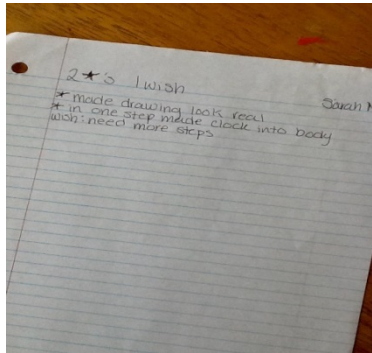 2★'s 1 wish
Sarah M
* made drawing look real
* in one step made clock into body
wish: need more steps